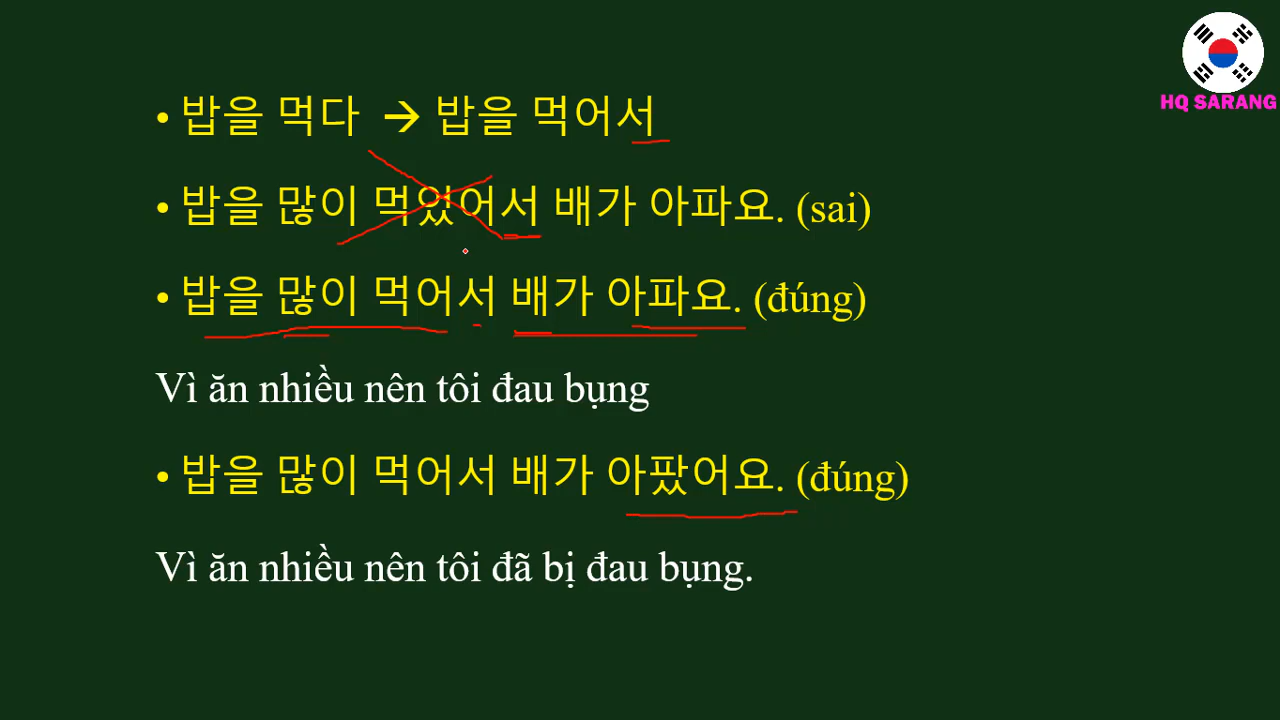 HQ SARANG
• 밥을 먹다 → 밥을 먹어서
• 밥을 많이 먹었어서 배가 아파요. (sai)
• 밥을 많이 먹어서 배가 아파요. (đúng)
Vì ăn nhiều nên tôi đau bụng
• 밥을 많이 먹어서 배가 아팠어요. (đúng)
Vì ăn nhiều nên tôi đã bị đau bụng.